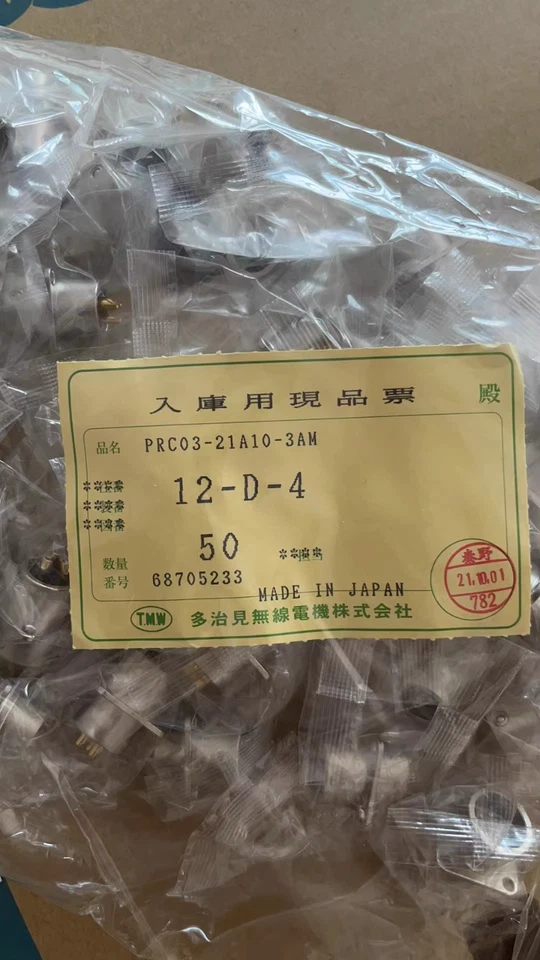 入庫用現品票
殿
品名 PRC03-21A10-3AM
12-D-4
数量 50
番号 68705233
MADE IN JAPAN
秦野
21.10.01
782
TMW 多治見無線電機株式会社